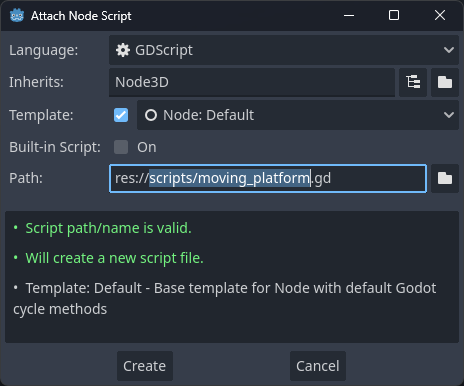 Attach Node Script
Language: GDScript
Inherits: Node3D
Template: Node: Default
Built-in Script: On
Path: res://scripts/moving_platform.gd
• Script path/name is valid.
• Will create a new script file.
• Template: Default - Base template for Node with default Godot
cycle methods
Create Cancel